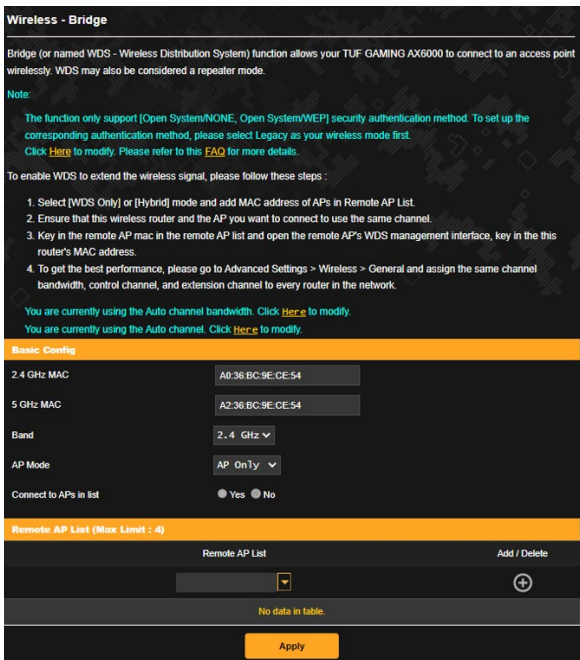 Wireless - Bridge
Bridge (or named WDS - Wireless Distribution System) function allows your TUF GAMING AX6000 to connect to an access point
wirelessly. WDS may also be considered a repeater mode.
Note:
The function only support [Open System/NONE, Open System/WEP] security authentication method. To set up the
corresponding authentication method, please select Legacy as your wireless mode first.
Click Here to modify. Please refer to this FAQ for more details.
To enable WDS to extend the wireless signal, please follow these steps :
1. Select [WDS Only] or [Hybrid] mode and add MAC address of APs in Remote AP List.
2. Ensure that this wireless router and the AP you want to connect to use the same channel.
3. Key in the remote AP mac in the remote AP list and open the remote AP's WDS management interface, key in the this
router's MAC address.
4. To get the best performance, please go to Advanced Settings > Wireless > General and assign the same channel
bandwidth, control channel, and extension channel to every router in the network.
You are currently using the Auto channel bandwidth. Click Here to modify.
You are currently using the Auto channel. Click Here to modify.
Basic Config
2.4 GHz MAC A0:36:BC:9E:CE:54
5 GHz MAC A2:36:BC:9E:CE:54
Band 2.4 GHz
AP Mode AP Only
Connect to APs in list Yes No
Remote AP List (Max Limit : 4)
Remote AP List Add / Delete
No data in table.
Apply